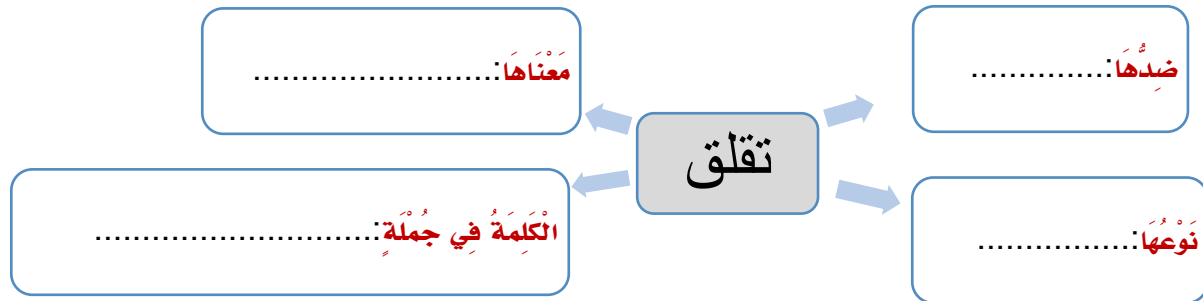 ضِدُّهَا:..............
مَعْنَاهَا:.........................
تقلق
نَوْعُهَا:................
الْكَلِمَةُ فِي جُمْلَةٍ:.............................